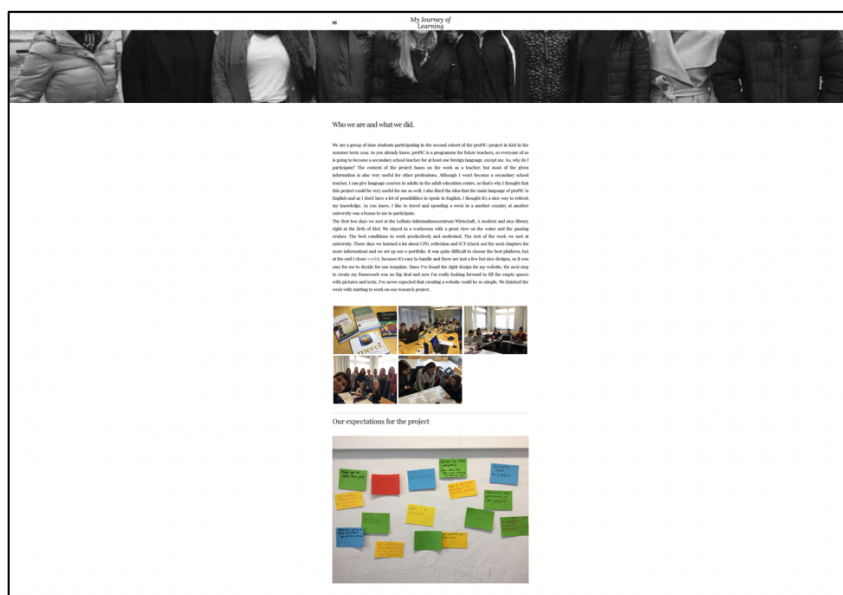 My Journey of
Learning
Who we are and what we did.
We are a group of nine students participating in the second cohort of the proPIC-project in Kiel in the
summer term 2019. As you already know, proPIC is a programme for future teachers, so everyone of us
is going to become a secondary school teacher for at least one foreign language, except me. So, why do I
participate? The content of the project bases on the work as a teacher, but most of the given
information is also very useful for other professions. Although I won't become a secondary school
teacher, I can give language courses to adults in the adult education centre, so that's why I thought that
this project could be very useful for me as well. I also liked the idea that the main language of proPIC is
English and as I don't have a lot of possibilities to speak in English, I thought it's a nice way to refresh
my knowledge. As you know, I like to travel and spending a week in a another country at another
university was a bonus to me to participate.
The first two days we met at the Leibniz-Informationszentrum Wirtschaft. A modern and nice library
right at the firth of Kiel. We stayed in a workroom with a great view on the water and the passing
cruises. The best conditions to work productively and motivated. The rest of the week we met at
university. These days we learned a lot about CPD, reflection and ICT (check out the next chapters for
more information) and we set up our e-portfolio. It was quite difficult to choose the best platform, but
at the end I chose weebly because it's easy to handle and there are just a few but nice designs, so it was
easy for me to decide for one template. Since I've found the right design for my website, the next step
to create my framework was no big deal and now I'm really looking forward to fill the empty spaces
with pictures and texts. I've never expected that creating a website could be so simple. We finished the
week with starting to work on our research project.
Our expectations for the project